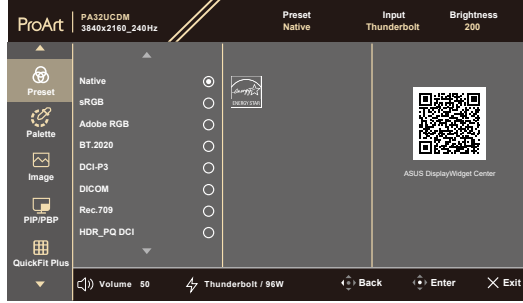 ProArt
PA32UCDM
3840x2160_240Hz
Preset
Native
Input
Thunderbolt
Brightness
200
Preset
Palette
Image
PIP/PBP
QuickFit Plus
Native
sRGB
Adobe RGB
BT.2020
DCI-P3
DICOM
Rec.709
HDR_PQ DCI
energy
ENERGY STAR
ASUS DisplayWidget Center
Volume 50
Thunderbolt / 96W
Back
Enter
Exit